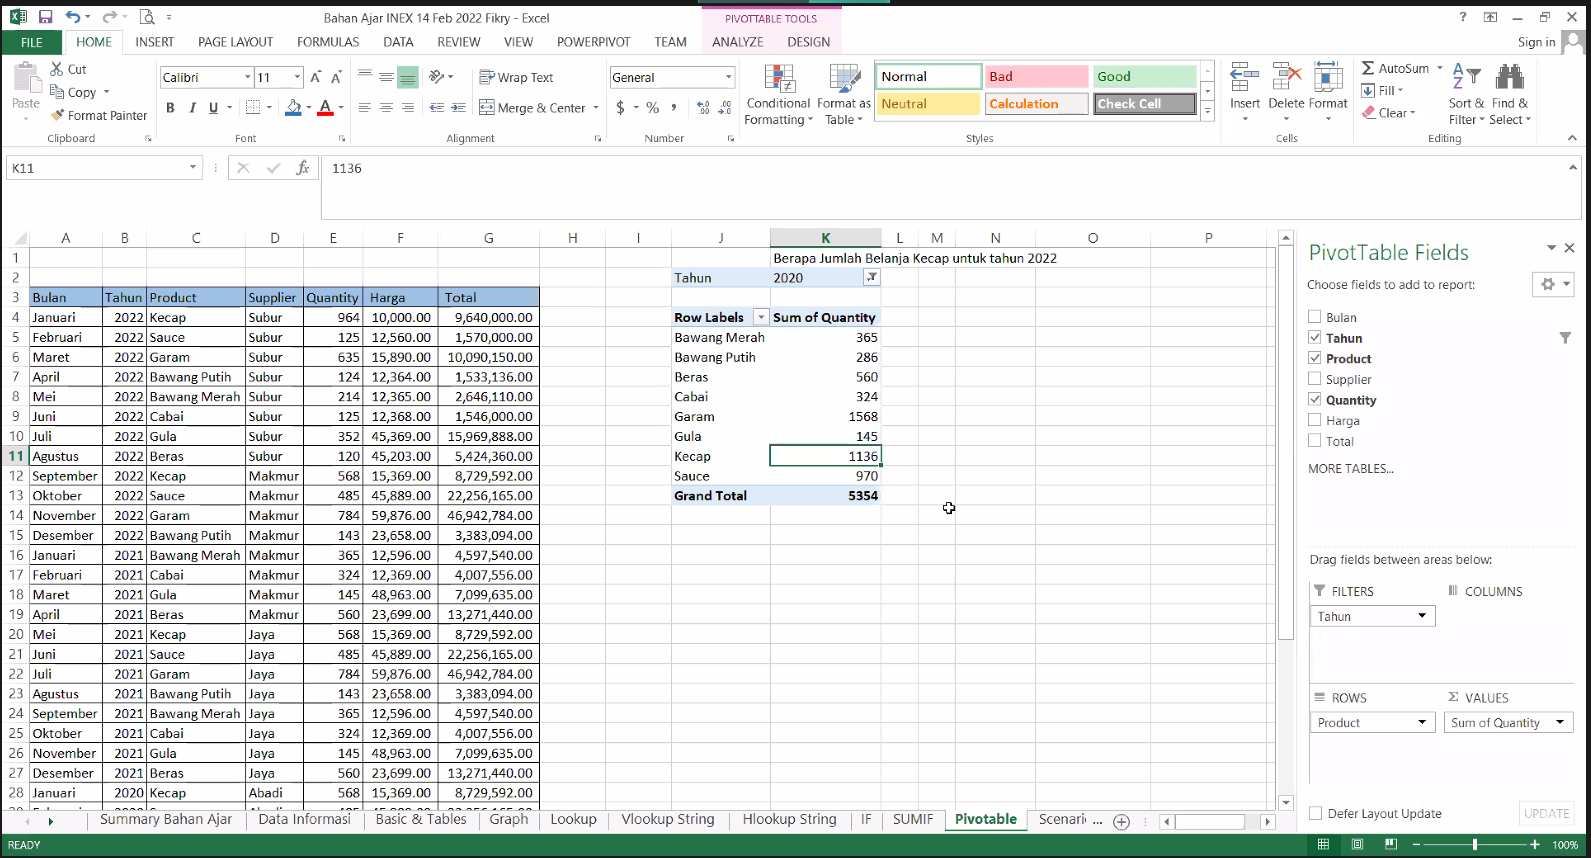 Bahan Ajar INEX 14 Feb 2022 Fikry - Excel
PIVOTTABLE TOOLS
? 
FILE HOME INSERT PAGE LAYOUT FORMULAS DATA REVIEW VIEW POWERPIVOT TEAM ANALYZE DESIGN Sign in
Paste
Cut
Copy
Format Painter
Clipboard
Calibri 11
B I U
Font
Wrap Text
Merge & Center
Alignment
General
$ % ,
Number
Conditional Formatting
Format as Table
Normal Bad Good
Neutral Calculation Check Cell
Styles
Insert Delete Format
Cells
AutoSum
Fill
Clear
Sort & Filter
Find & Select
Editing
K11 fx 1136
A B C D E F G H I J K L M N O P
1 Berapa Jumlah Belanja Kecap untuk tahun 2022
2 Tahun 2020
3 Bulan Tahun Product Supplier Quantity Harga Total
4 Januari 2022 Kecap Subur 964 10,000.00 9,640,000.00 Row Labels Sum of Quantity
5 Februari 2022 Sauce Subur 125 12,560.00 1,570,000.00 Bawang Merah 365
6 Maret 2022 Garam Subur 635 15,890.00 10,090,150.00 Bawang Putih 286
7 April 2022 Bawang Putih Subur 124 12,364.00 1,533,136.00 Beras 560
8 Mei 2022 Bawang Merah Subur 214 12,365.00 2,646,110.00 Cabai 324
9 Juni 2022 Cabai Subur 125 12,368.00 1,546,000.00 Garam 1568
10 Juli 2022 Gula Subur 352 45,369.00 15,969,888.00 Gula 145
11 Agustus 2022 Beras Subur 120 45,203.00 5,424,360.00 Kecap 1136
12 September 2022 Kecap Makmur 568 15,369.00 8,729,592.00 Sauce 970
13 Oktober 2022 Sauce Makmur 485 45,889.00 22,256,165.00 Grand Total 5354
14 November 2022 Garam Makmur 784 59,876.00 46,942,784.00
15 Desember 2022 Bawang Putih Makmur 143 23,658.00 3,383,094.00
16 Januari 2021 Bawang Merah Makmur 365 12,596.00 4,597,540.00
17 Februari 2021 Cabai Makmur 324 12,369.00 4,007,556.00
18 Maret 2021 Gula Makmur 145 48,963.00 7,099,635.00
19 April 2021 Beras Makmur 560 23,699.00 13,271,440.00
20 Mei 2021 Kecap Jaya 568 15,369.00 8,729,592.00
21 Juni 2021 Sauce Jaya 485 45,889.00 22,256,165.00
22 Juli 2021 Garam Jaya 784 59,876.00 46,942,784.00
23 Agustus 2021 Bawang Putih Jaya 143 23,658.00 3,383,094.00
24 September 2021 Bawang Merah Jaya 365 12,596.00 4,597,540.00
25 Oktober 2021 Cabai Jaya 324 12,369.00 4,007,556.00
26 November 2021 Gula Jaya 145 48,963.00 7,099,635.00
27 Desember 2021 Beras Jaya 560 23,699.00 13,271,440.00
28 Januari 2020 Kecap Abadi 568 15,369.00 8,729,592.00
PivotTable Fields
Choose fields to add to report:
Bulan
Tahun
Product
Supplier
Quantity
Harga
Total
MORE TABLES...
Drag fields between areas below:
FILTERS COLUMNS
Tahun
ROWS Σ VALUES
Product Sum of Quantity
Defer Layout Update UPDATE
Summary Bahan Ajar Data Informasi Basic & Tables Graph Lookup Vlookup String Hlookup String IF SUMIF Pivotable Scenari ...
READY 100%